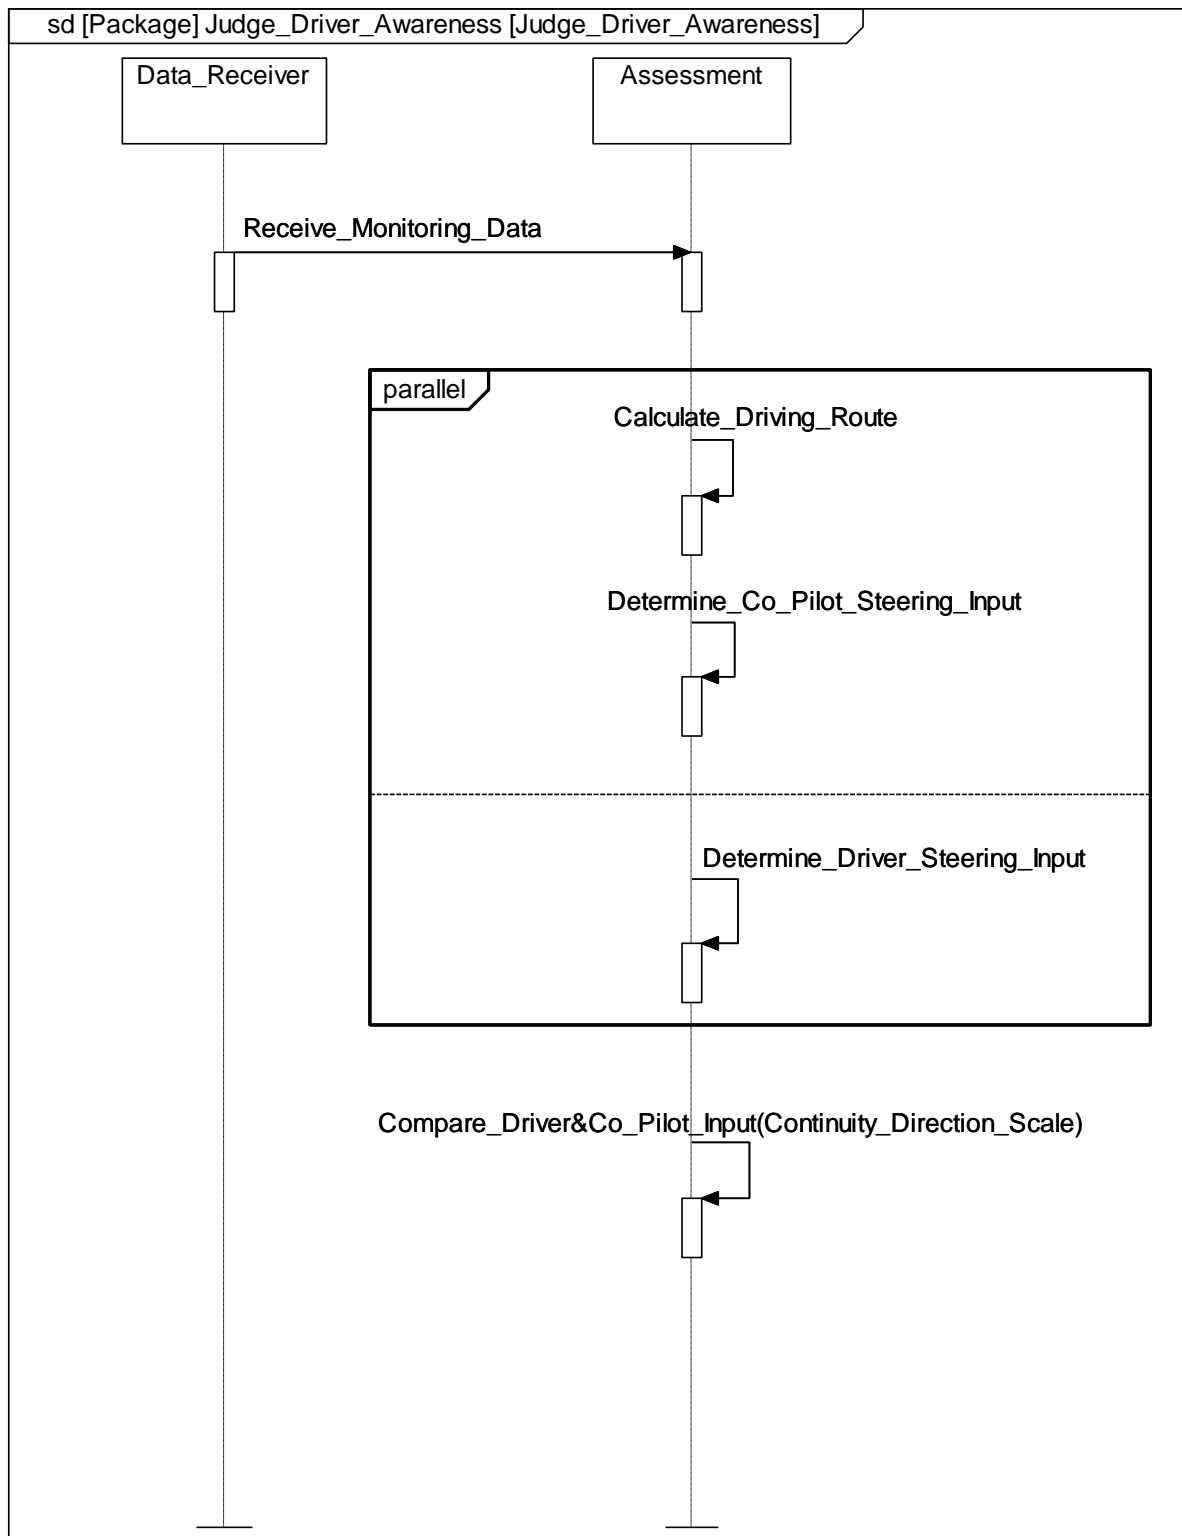 sd [Package] Judge_Driver_Awareness [Judge_Driver_Awareness]
Data_Receiver
Assessment
Receive_Monitoring_Data
parallel
Calculate_Driving_Route
Determine_Co_Pilot_Steering_Input
Determine_Driver_Steering_Input
Compare_Driver&Co_Pilot_Input(Continuity_Direction_Scale)